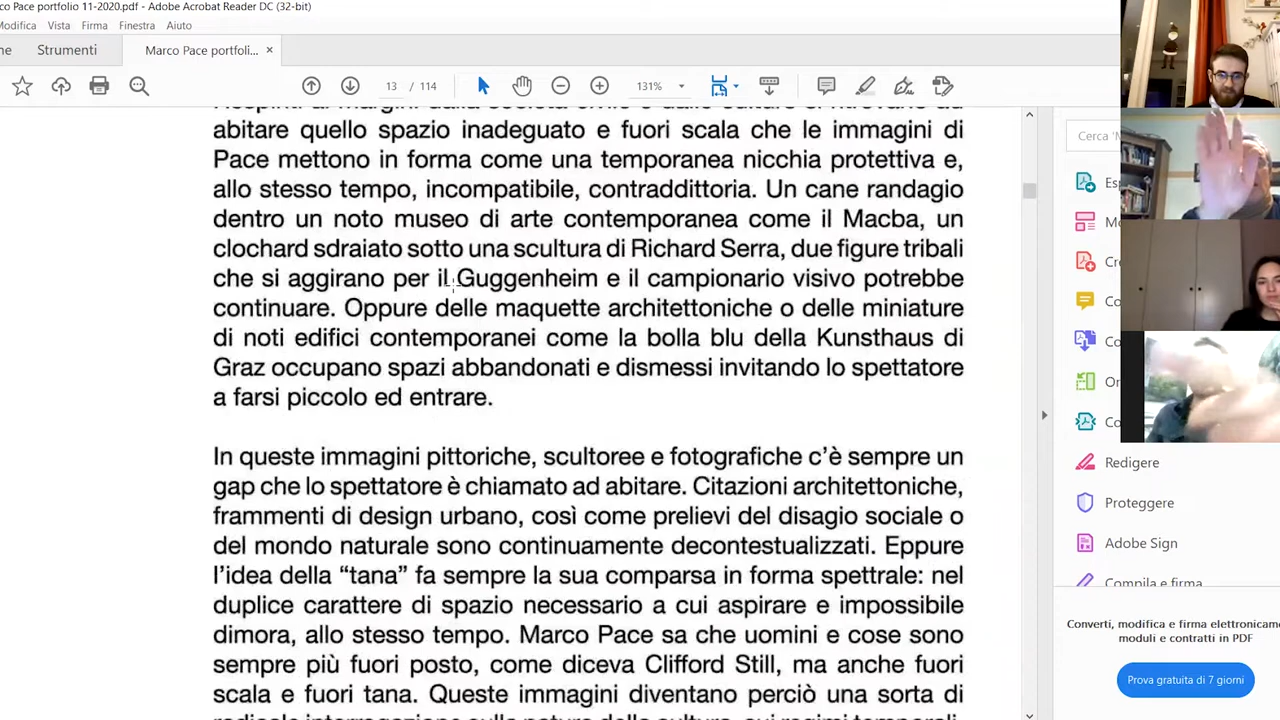 co Pace portfolio 11-2020.pdf - Adobe Acrobat Reader DC (32-bit)
Modifica Vista Firma Finestra Aiuto
me Strumenti Marco Pace portfoli... ×
13 / 114 131%
abitare quello spazio inadeguato e fuori scala che le immagini di
Pace mettono in forma come una temporanea nicchia protettiva e,
allo stesso tempo, incompatibile, contraddittoria. Un cane randagio
dentro un noto museo di arte contemporanea come il Macba, un
clochard sdraiato sotto una scultura di Richard Serra, due figure tribali
che si aggirano per il Guggenheim e il campionario visivo potrebbe
continuare. Oppure delle maquette architettoniche o delle miniature
di noti edifici contemporanei come la bolla blu della Kunsthaus di
Graz occupano spazi abbandonati e dismessi invitando lo spettatore
a farsi piccolo ed entrare.
In queste immagini pittoriche, scultoree e fotografiche c’è sempre un
gap che lo spettatore è chiamato ad abitare. Citazioni architettoniche,
frammenti di design urbano, così come prelievi del disagio sociale o
del mondo naturale sono continuamente decontestualizzati. Eppure
l’idea della “tana” fa sempre la sua comparsa in forma spettrale: nel
duplice carattere di spazio necessario a cui aspirare e impossibile
dimora, allo stesso tempo. Marco Pace sa che uomini e cose sono
sempre più fuori posto, come diceva Clifford Still, ma anche fuori
scala e fuori tana. Queste immagini diventano perciò una sorta di
Cerca
Redigere
Proteggere
Adobe Sign
Compila e firma
Converti, modifica e firma elettronicame
moduli e contratti in PDF
Prova gratuita di 7 giorni